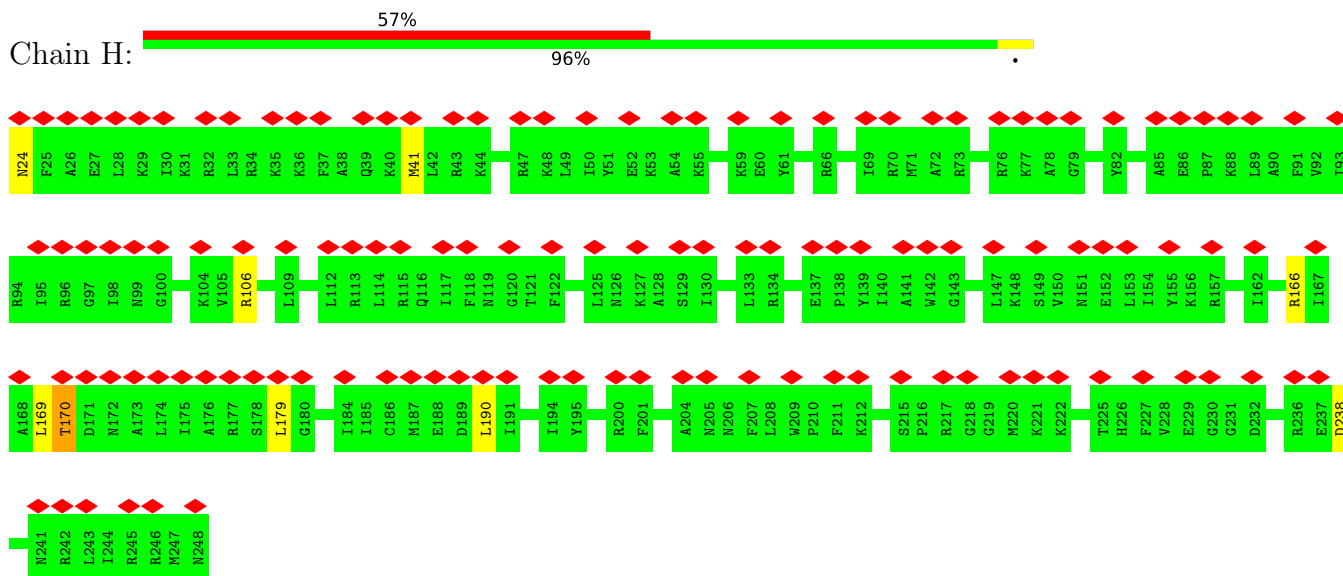 57%
Chain H:
96%
.
N24 F25 A26 E27 L28 K29 I30 K31 R32 L33 R34 K35 K36 F37 A38 Q39 K40 M41 L42 R43 K44 R47 K48 L49 I50 Y51 E52 K53 A54 K55 K59 E60 Y61 R66 I69 R70 M71 A72 R73 R76 K77 A78 G79 Y82 A85 E86 P87 K88 L89 A90 F91 V92 I93
R94 I95 R96 G97 I98 N99 G100 K104 V105 R106 L109 L112 R113 L114 R115 Q116 I117 F118 N119 G120 T121 F122 L125 N126 K127 A128 S129 I130 L133 R134 E137 P138 Y139 I140 A141 W142 G143 L147 K148 S149 V150 N151 E152 L153 I154 Y155 K156 R157 I162 R166 I167
A168 L169 T170 D171 N172 A173 L174 I175 A176 R177 S178 L179 G180 I184 I185 C186 M187 E188 D189 L190 I191 I194 Y195 R200 F201 A204 N205 N206 F207 L208 W209 P210 F211 K212 S215 P216 R217 G218 G219 M220 K221 K222 T225 H226 F227 V228 E229 G230 G231 D232 R236 E237 D238
N241 R242 L243 I244 R245 R246 M247 N248